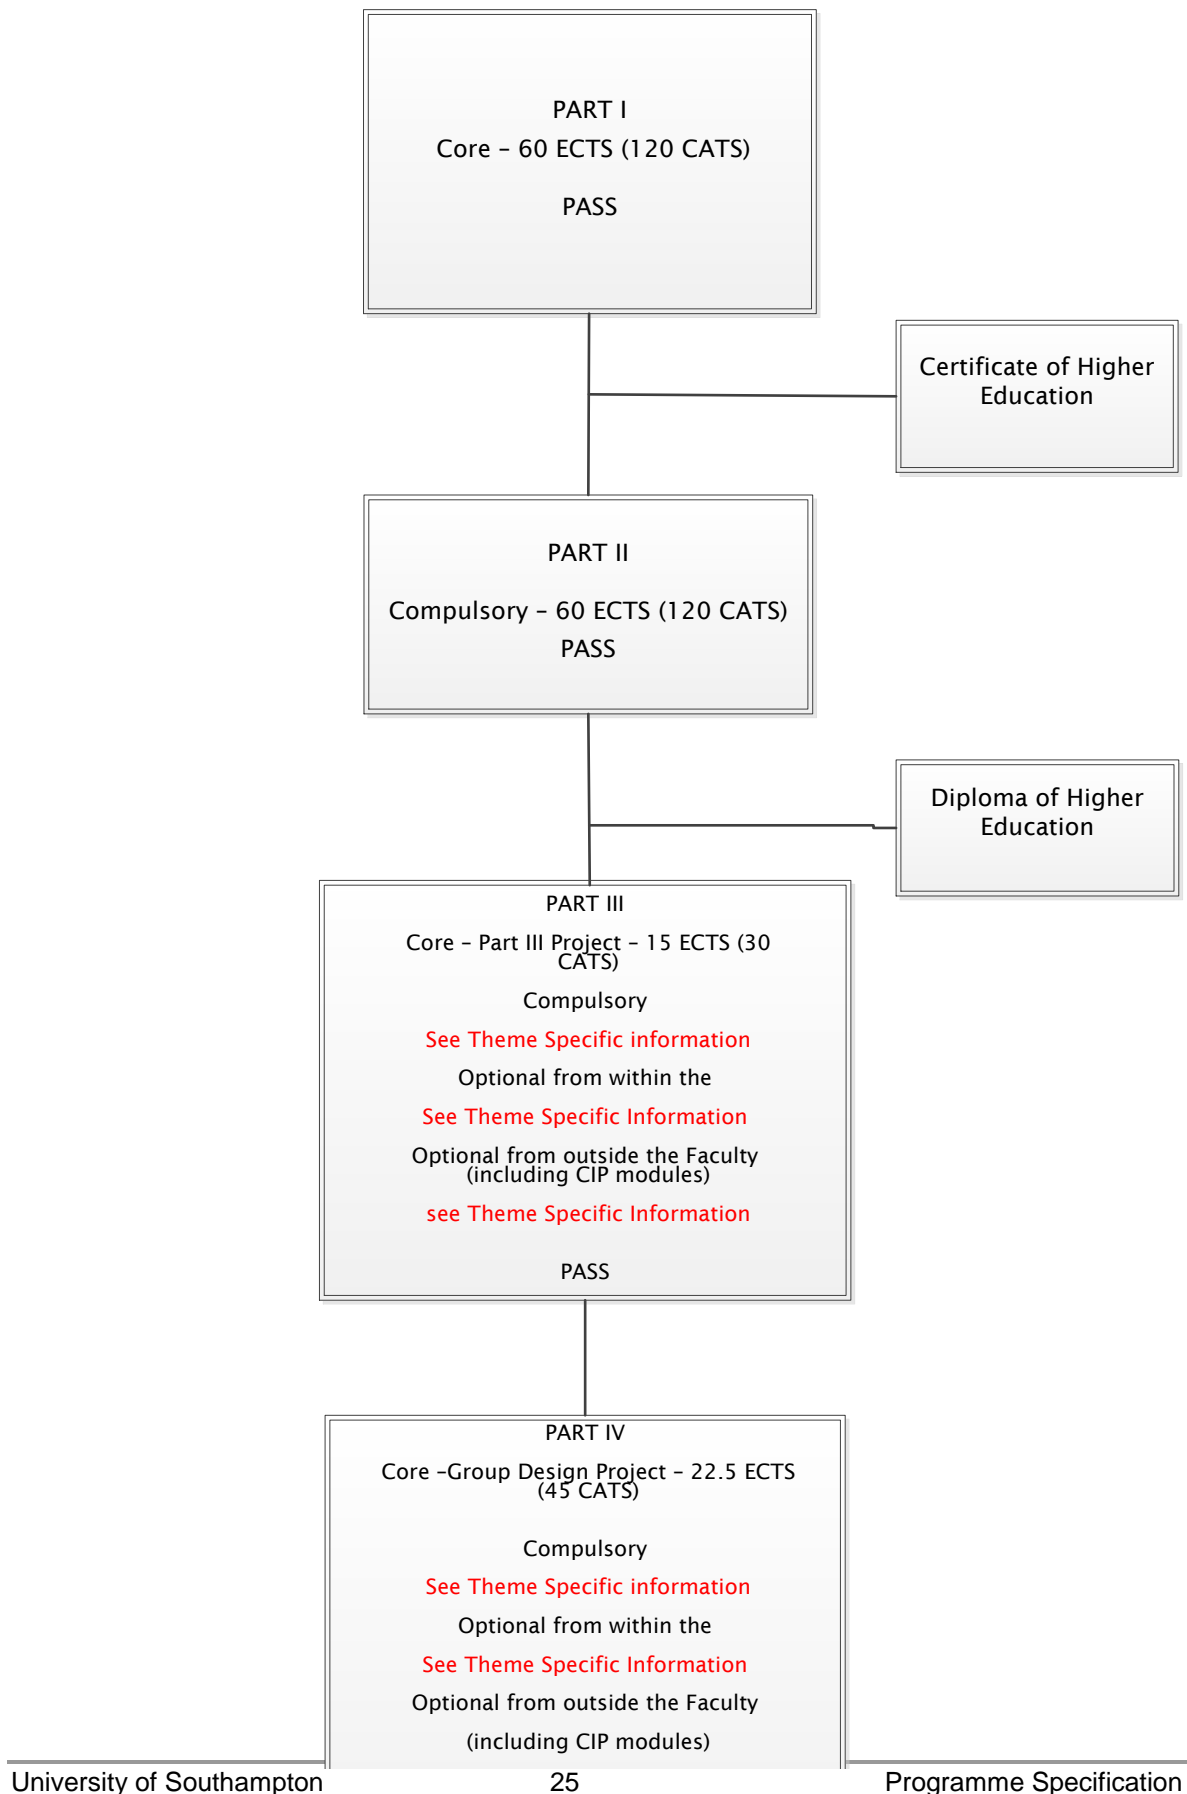 PART I
Core – 60 ECTS (120 CATS)
PASS
Certificate of Higher
Education
PART II
Compulsory – 60 ECTS (120 CATS)
PASS
Diploma of Higher
Education
PART III
Core – Part III Project – 15 ECTS (30
CATS)
Compulsory
See Theme Specific information
Optional from within the
See Theme Specific Information
Optional from outside the Faculty
(including CIP modules)
see Theme Specific Information
PASS
PART IV
Core –Group Design Project – 22.5 ECTS
(45 CATS)
Compulsory
See Theme Specific information
Optional from within the
See Theme Specific Information
Optional from outside the Faculty
(including CIP modules)
University of Southampton 25 Programme Specification